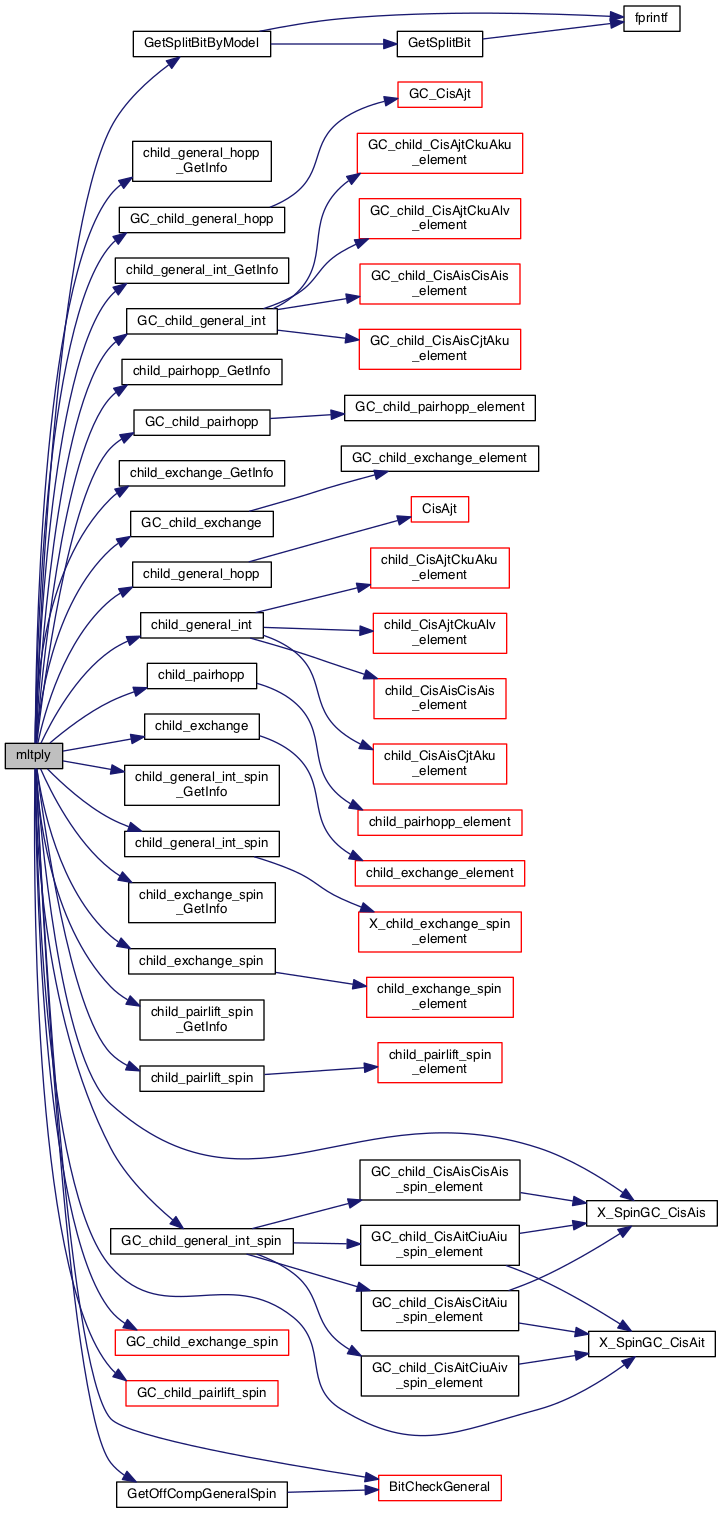 fprintf
GetSplitBitByModel
GetSplitBit
GC_CisAjt
child_general_hopp
_GetInfo
GC_child_CisAjtCkuAku
_element
GC_child_general_hopp
GC_child_CisAjtCkuAlv
_element
child_general_int_GetInfo
GC_child_CisAisCisAis
_element
GC_child_general_int
GC_child_CisAisCjtAku
_element
child_pairhopp_GetInfo
GC_child_pairhopp
GC_child_pairhopp_element
child_exchange_GetInfo
GC_child_exchange_element
GC_child_exchange
CisAjt
child_general_hopp
child_CisAjtCkuAku
_element
child_general_int
child_CisAjtCkuAlv
_element
child_pairhopp
child_CisAisCisAis
_element
child_exchange
mltply
child_CisAisCjtAku
_element
child_general_int_spin
_GetInfo
child_pairhopp_element
child_general_int_spin
child_exchange_element
child_exchange_spin
_GetInfo
X_child_exchange_spin
_element
child_exchange_spin
child_exchange_spin
_element
child_pairlift_spin
_GetInfo
child_pairlift_spin
child_pairlift_spin
_element
GC_child_CisAisCisAis
_spin_element
X_SpinGC_CisAis
GC_child_general_int_spin
GC_child_CisAitCiuAiu
_spin_element
GC_child_CisAisCitAiu
_spin_element
GC_child_exchange_spin
X_SpinGC_CisAit
GC_child_CisAitCiuAiv
_spin_element
GC_child_pairlift_spin
BitCheckGeneral
GetOffCompGeneralSpin